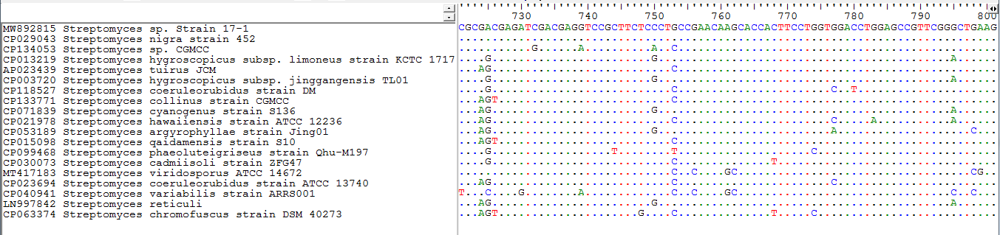 730 740 750 760 770 780 790 800
MW892815 Streptomyces sp. Strain 17-1 CGCGACGAGATCGACGAGGTCCGCTTCTCCCTGCCGAACAAGCACCACTTCCTGGTGGACCTGGAGCCGTTCGGGCTGAAG
CP029043 Streptomyces nigra strain 452 .................................................................................
CP134053 Streptomyces sp. CGMCC ...........C......A..........A..C................................................
CP013219 Streptomyces hygroscopicus subsp. limoneus strain KCTC 1717 ....G........................G............................................A......
AP023439 Streptomyces tuirus JCM ...AG...........................C................................................
CP003720 Streptomyces hygroscopicus subsp. jinggangensis TL01 ....G........................G............................................A......
CP118527 Streptomyces coeruleorubidus strain DM ....G...........................C.......................C..T.....................
CP133771 Streptomyces collinus strain CGMCC ...AGT..........................C................................................
CP071839 Streptomyces cyanogenus strain S136 ...AG........................G............................................A......
CP021978 Streptomyces hawaiiensis strain ATCC 12236 ...AG...........................C.......................C.....A...........A......
CP053189 Streptomyces argyrophyllae strain Jing01 ...AG........................G..........................A....................C...
CP015098 Streptomyces qaidamensis strain S10 ...AGT..........................C................................................
CP099468 Streptomyces phaeoluteigriseus strain Qhu-M197 ....G..................T........T....................C...........................
CP030073 Streptomyces cadmiisoli strain ZFG47 ....G...........................C..............T.................................
MT417183 Streptomyces viridosporus ATCC 14672 ................................C..C....GC...................................CG..
CP023694 Streptomyces coeruleorubidus strain ATCC 13740 ...AG...........................C.......................C........................
CP040941 Streptomyces variabilis strain ARRS001 T...C....G........A.............C..C....GC................................C..C...
LN997842 Streptomyces reticuli ...AG........................G............................................A......
CP063374 Streptomyces chromofuscus strain DSM 40273 ...AGT.....................G....C..............T.....C...........................